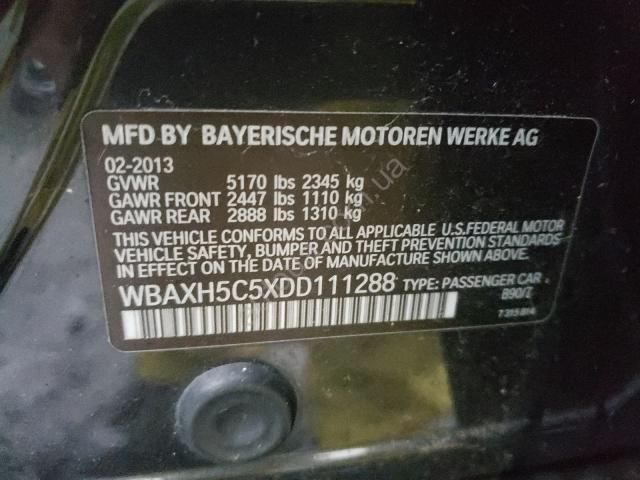 MFD BY BAYERISCHE MOTOREN WERKE AG
02-2013
GVWR 5170 lbs 2345 kg
GAWR FRONT 2447 lbs 1110 kg
GAWR REAR 2888 lbs 1310 kg
THIS VEHICLE CONFORMS TO ALL APPLICABLE U.S.FEDERAL MOTOR
VEHICLE SAFETY, BUMPER AND THEFT PREVENTION STANDARDS
IN EFFECT ON THE DATE OF MANUFACTURE SHOWN ABOVE.
WBAXH5C5XDD111288 TYPE: PASSENGER CAR